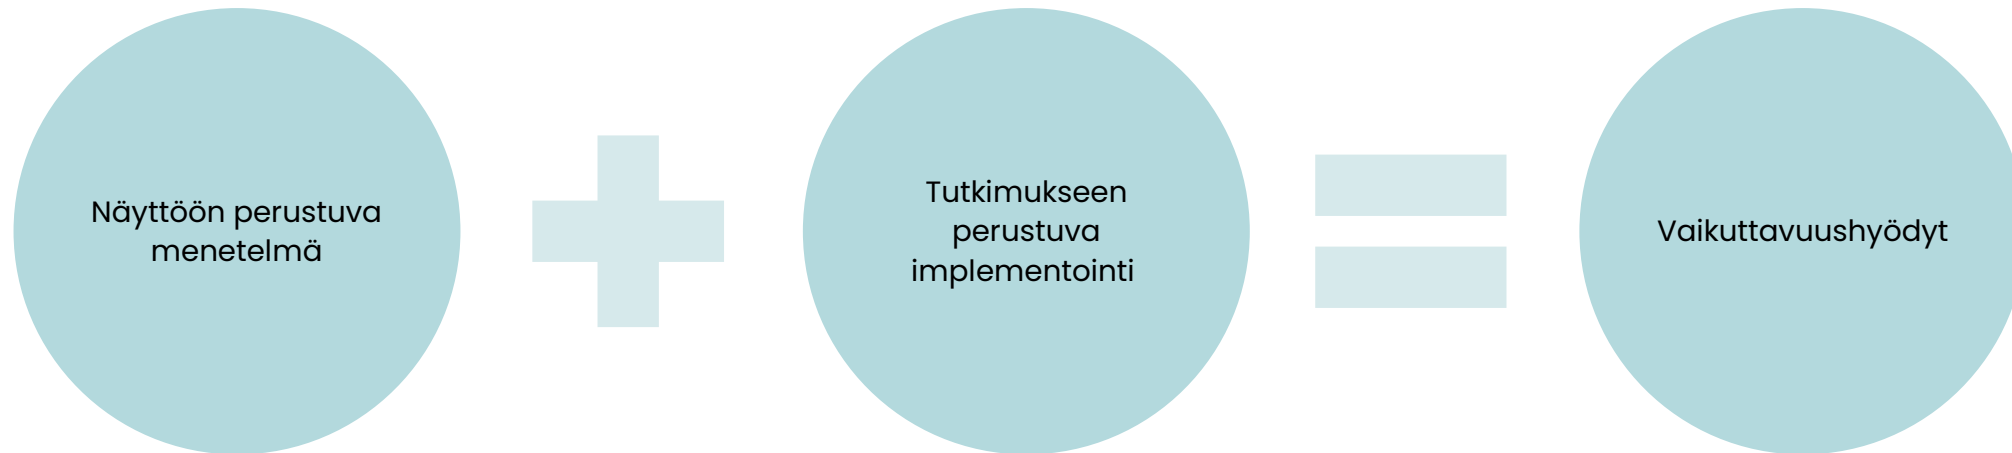 Näyttöön perustuva
menetelmä
Tutkimukseen
perustuva
implementointi
Vaikuttavuushyödyt